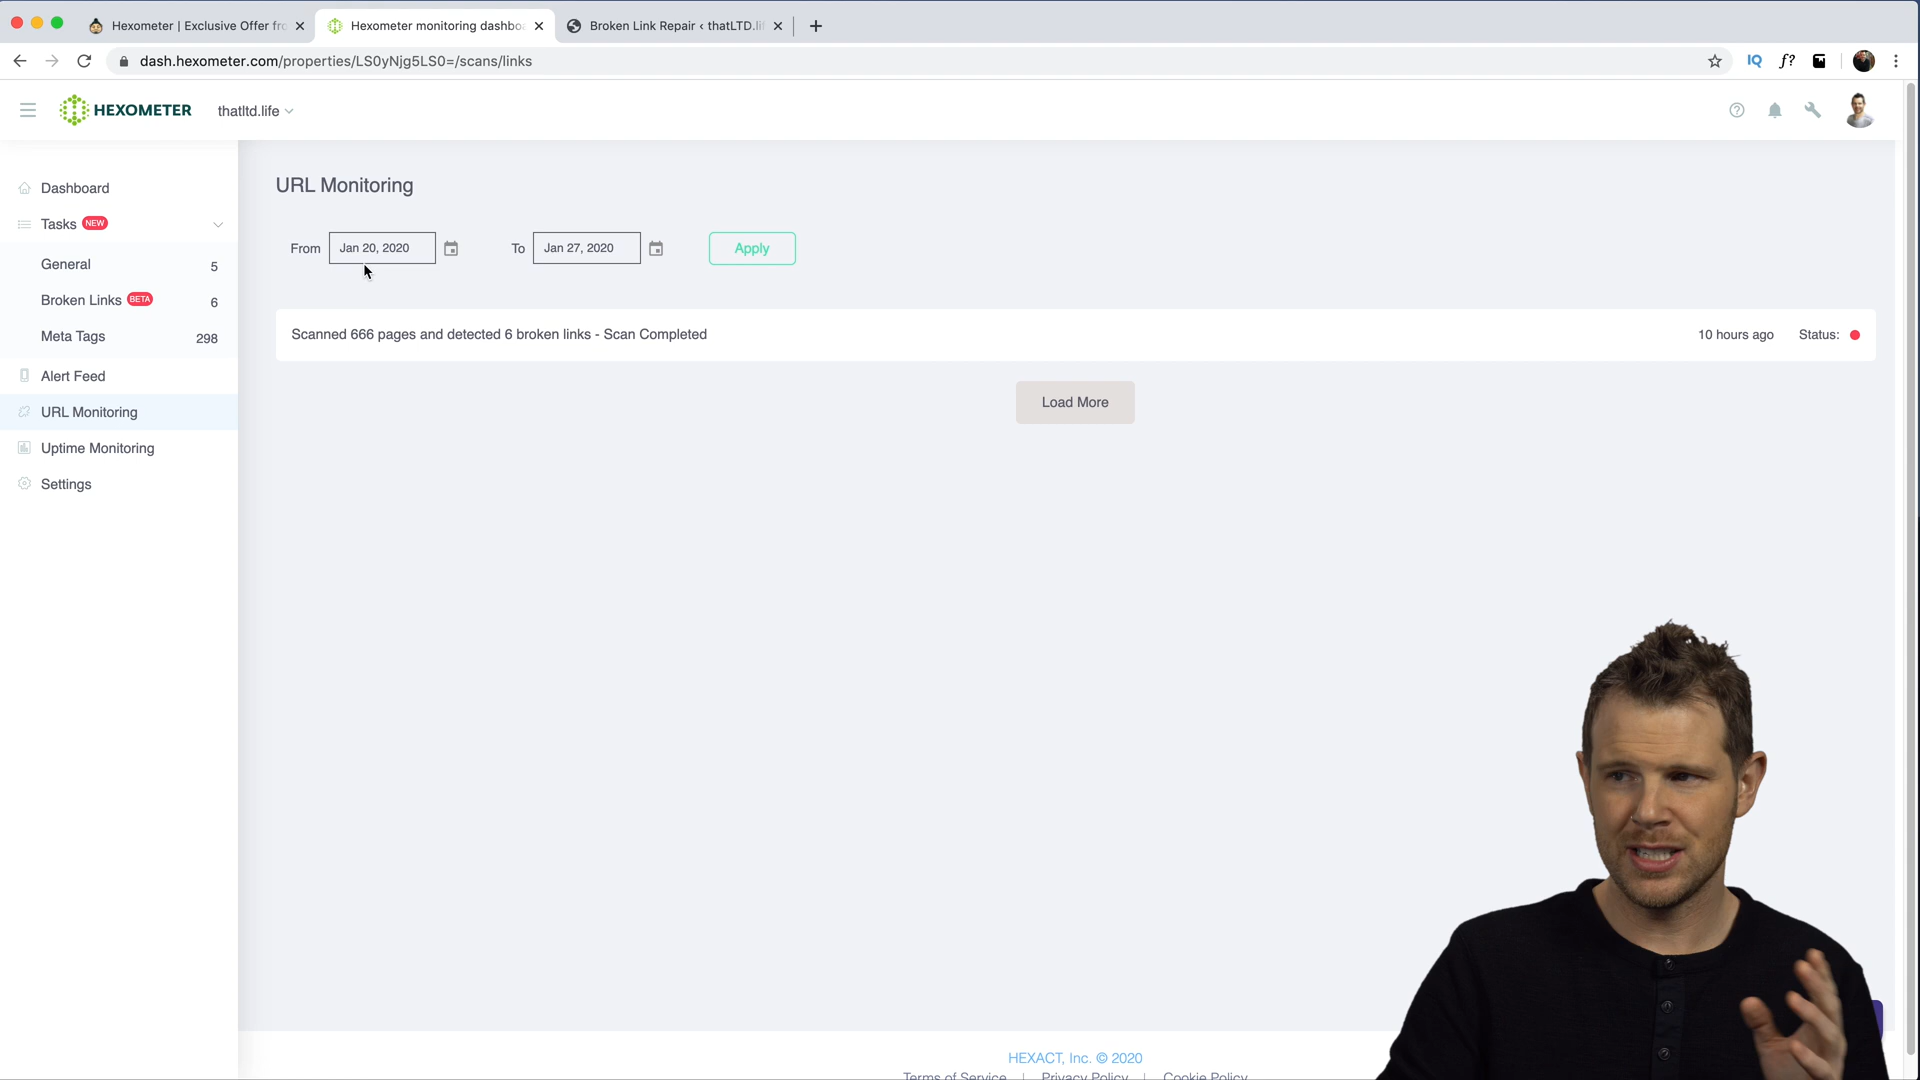 Hexometer | Exclusive Offer fro
Hexometer monitoring dashboa
Broken Link Repair ‹ thatLTD.lif
dash.hexometer.com/properties/LS0yNjg5LS0=/scans/links
IQ
f?
HEXOMETER
thatltd.life
Dashboard
Tasks NEW
General 5
Broken Links BETA 6
Meta Tags 298
Alert Feed
URL Monitoring
Uptime Monitoring
Settings
URL Monitoring
From Jan 20, 2020 To Jan 27, 2020 Apply
Scanned 666 pages and detected 6 broken links - Scan Completed 10 hours ago Status:
Load More
HEXACT, Inc. © 2020
Terms of Service | Privacy Policy | Cookie Policy